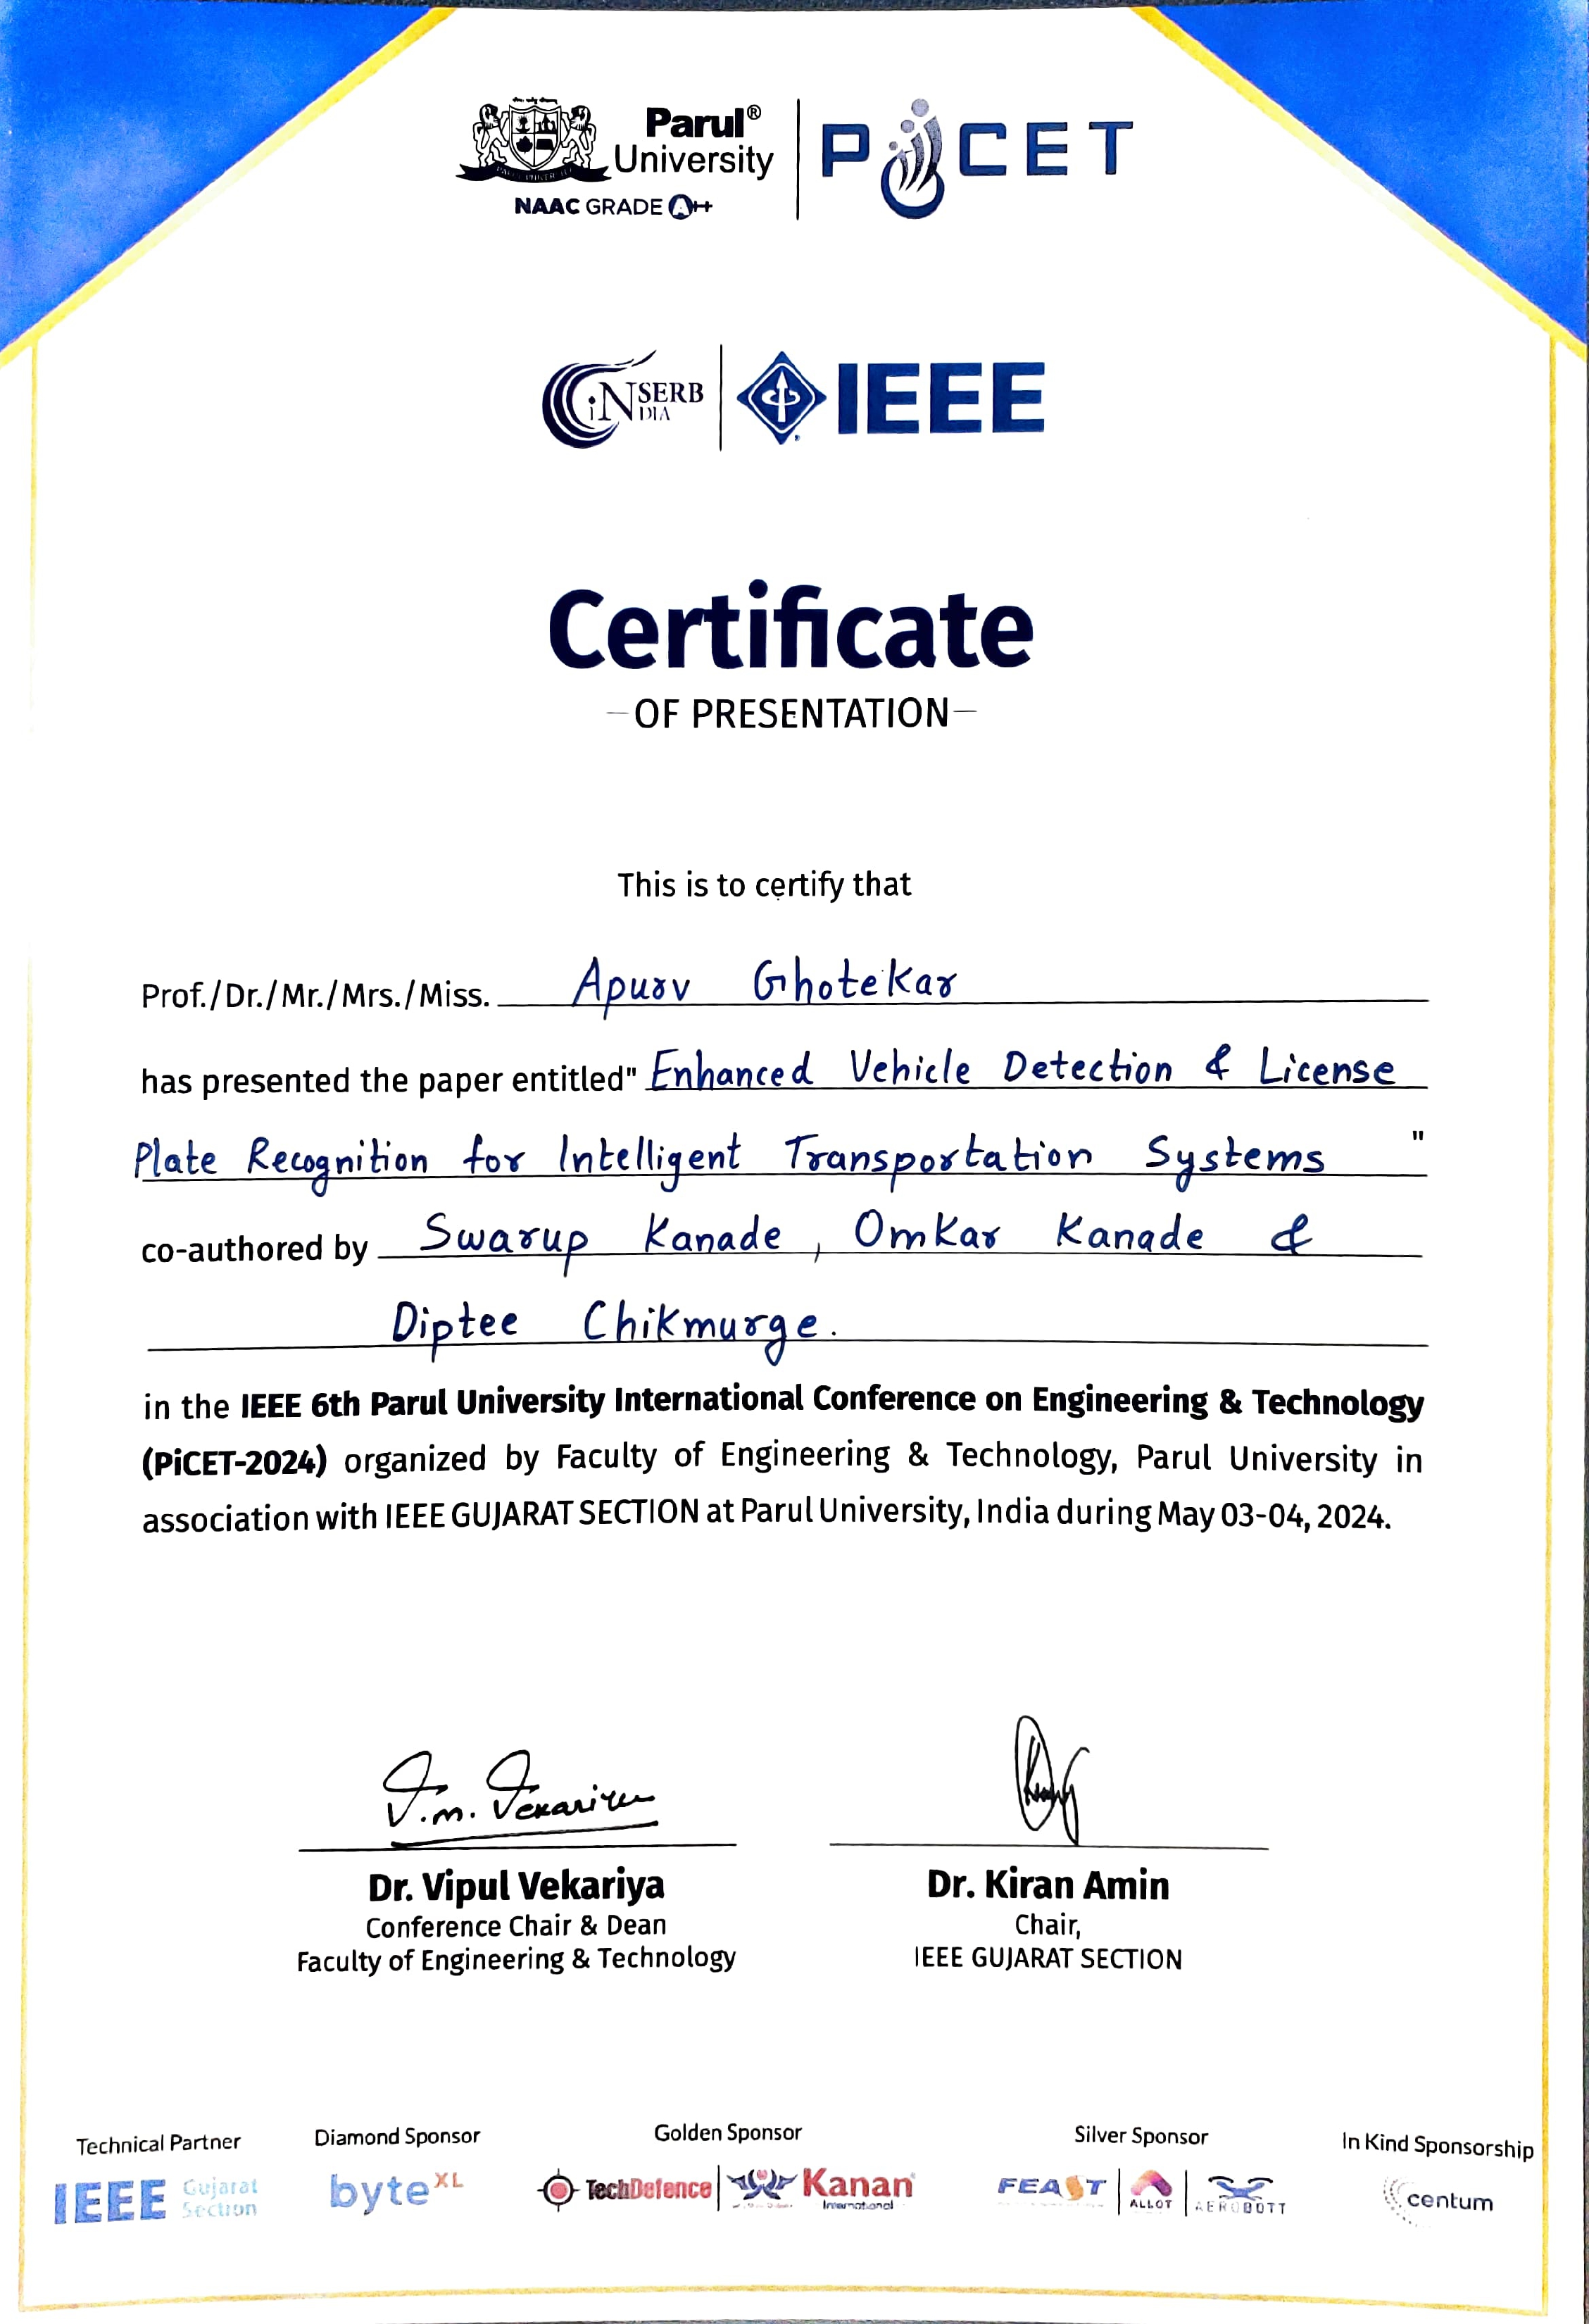 Parul®
University
NAAC GRADE A++
PiCET
SERB
iNDIA
IEEE
Certificate
OF PRESENTATION
This is to certify that
Prof./Dr./Mr./Mrs./Miss. Apurv Ghotekar
has presented the paper entitled" Enhanced Vehicle Detection & License
Plate Recognition for Intelligent Transportation Systems "
co-authored by Swarup Kanade, Omkar Kanade &
Diptee Chikmurge.
in the IEEE 6th Parul University International Conference on Engineering & Technology
(PiCET-2024) organized by Faculty of Engineering & Technology, Parul University in
association with IEEE GUJARAT SECTION at Parul University, India during May 03-04, 2024.
V.m. Vekariya
Dr. Vipul Vekariya
Conference Chair & Dean
Faculty of Engineering & Technology
Dr. Kiran Amin
Chair,
IEEE GUJARAT SECTION
Technical Partner
IEEE Gujarat Section
Diamond Sponsor
byteXL
Golden Sponsor
TechDefence
Kanan
International
Silver Sponsor
FEAST
ALLOT
AEROBOTT
In Kind Sponsorship
centum